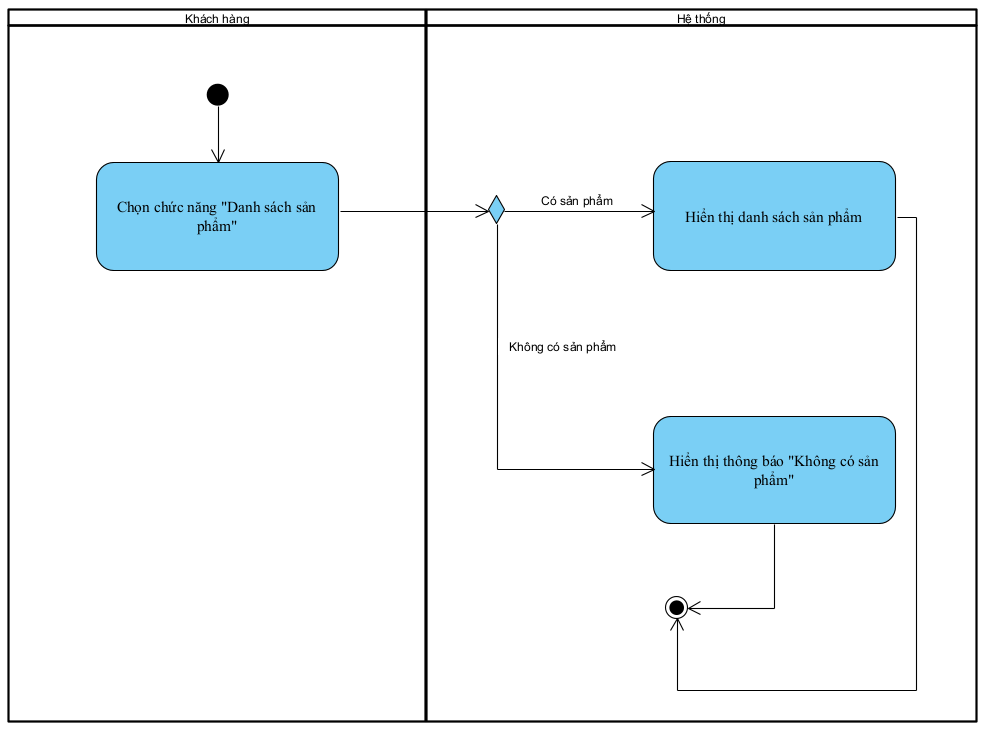 Khách hàng
Hệ thống
Chọn chức năng "Danh sách sản
phẩm"
Có sản phẩm
Hiển thị danh sách sản phẩm
Không có sản phẩm
Hiển thị thông báo "Không có sản
phẩm"